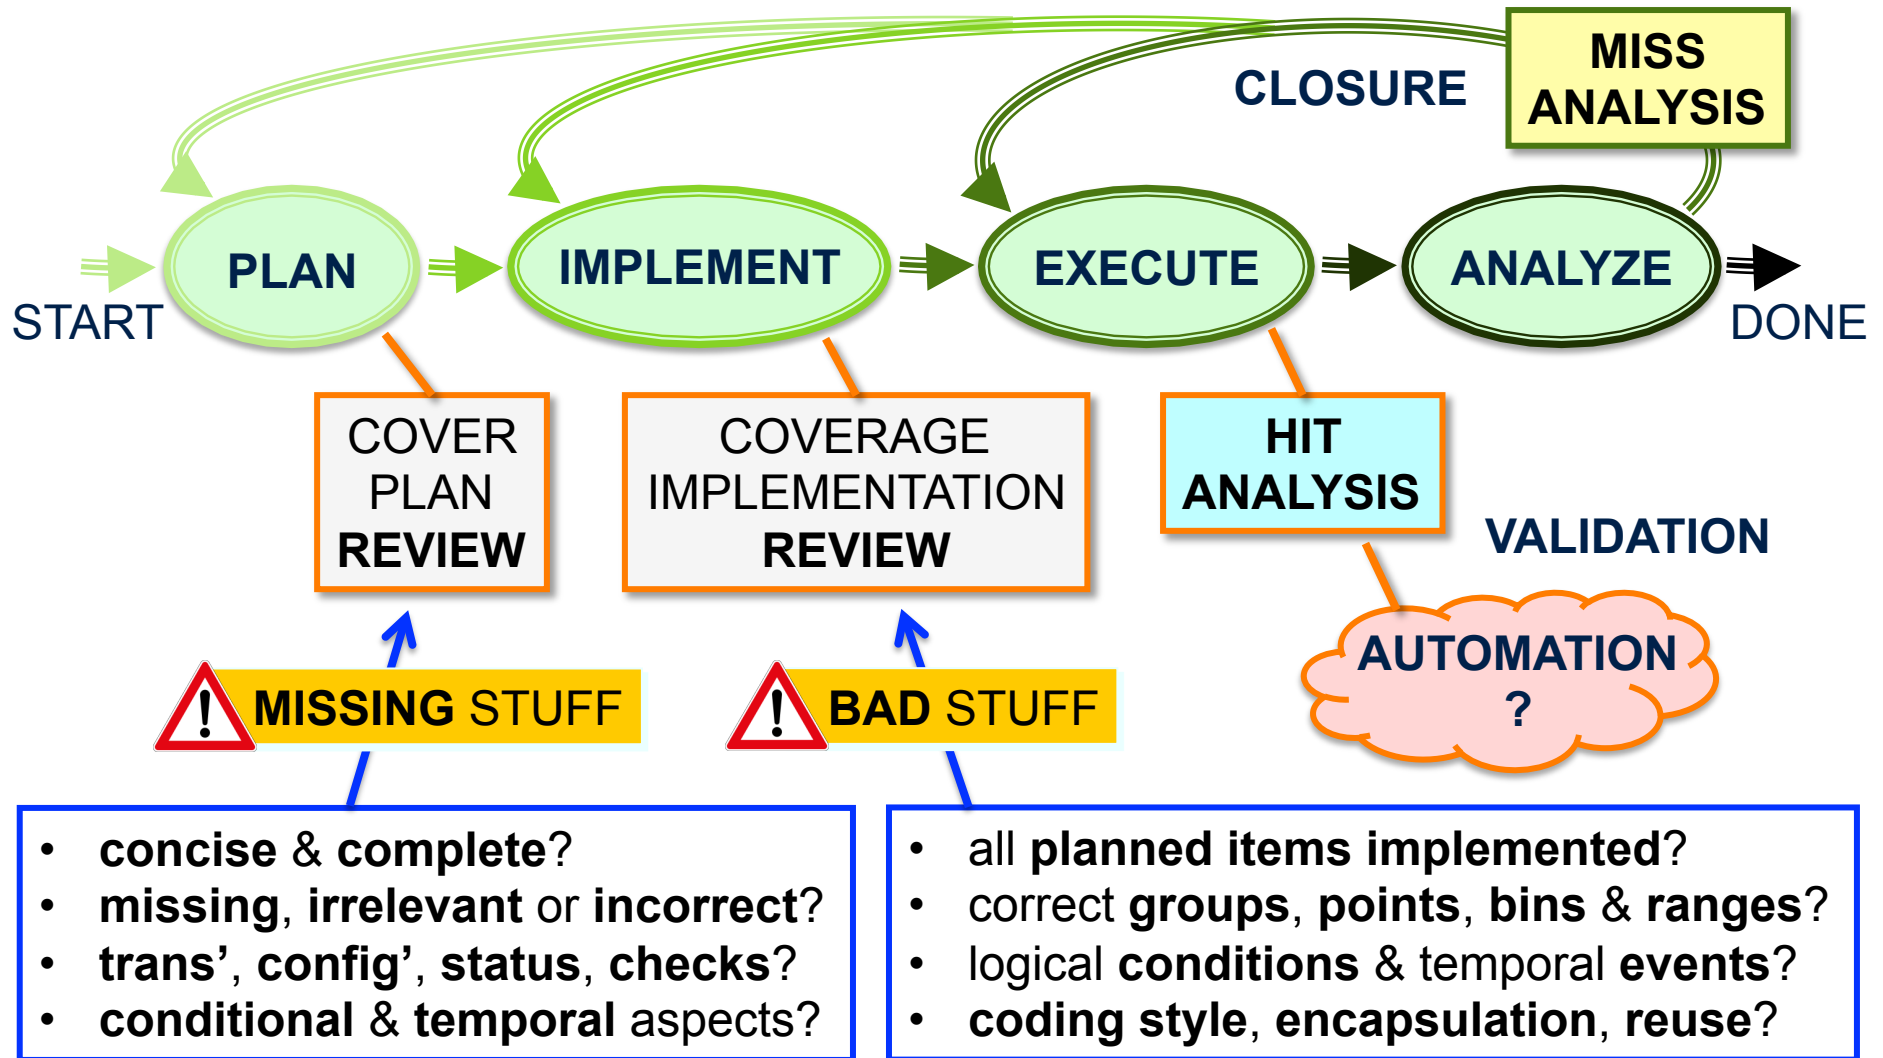 MISS
ANALYSIS
CLOSURE
PLAN
IMPLEMENT
EXECUTE
ANALYZE
START
DONE
COVER
PLAN
REVIEW
COVERAGE
IMPLEMENTATION
REVIEW
HIT
ANALYSIS
VALIDATION
AUTOMATION
?
MISSING STUFF
BAD STUFF
• concise & complete?
• missing, irrelevant or incorrect?
• trans’, config’, status, checks?
• conditional & temporal aspects?
• all planned items implemented?
• correct groups, points, bins & ranges?
• logical conditions & temporal events?
• coding style, encapsulation, reuse?